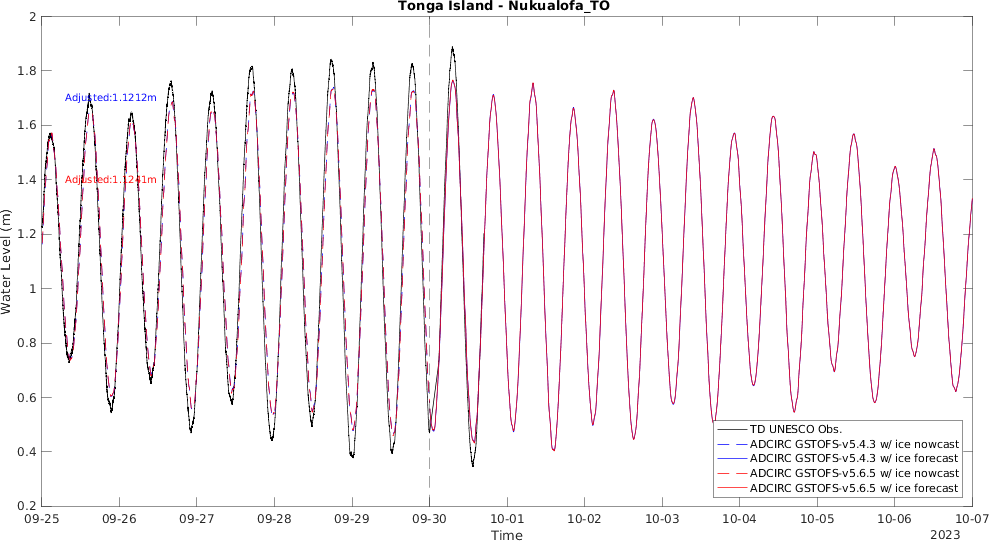 Tonga Island - Nukualofa_TO
2
1.8
1.6
1.4
1.2
1
0.8
0.6
0.4
0.2
Water Level (m)
Adjusted:1.1212m
Adjusted:1.1241m
TD UNESCO Obs.
ADCIRC GSTOFS-v5.4.3 w/ ice nowcast
ADCIRC GSTOFS-v5.4.3 w/ ice forecast
ADCIRC GSTOFS-v5.6.5 w/ ice nowcast
ADCIRC GSTOFS-v5.6.5 w/ ice forecast
09-25 09-26 09-27 09-28 09-29 09-30 10-01 10-02 10-03 10-04 10-05 10-06 10-07
Time
2023